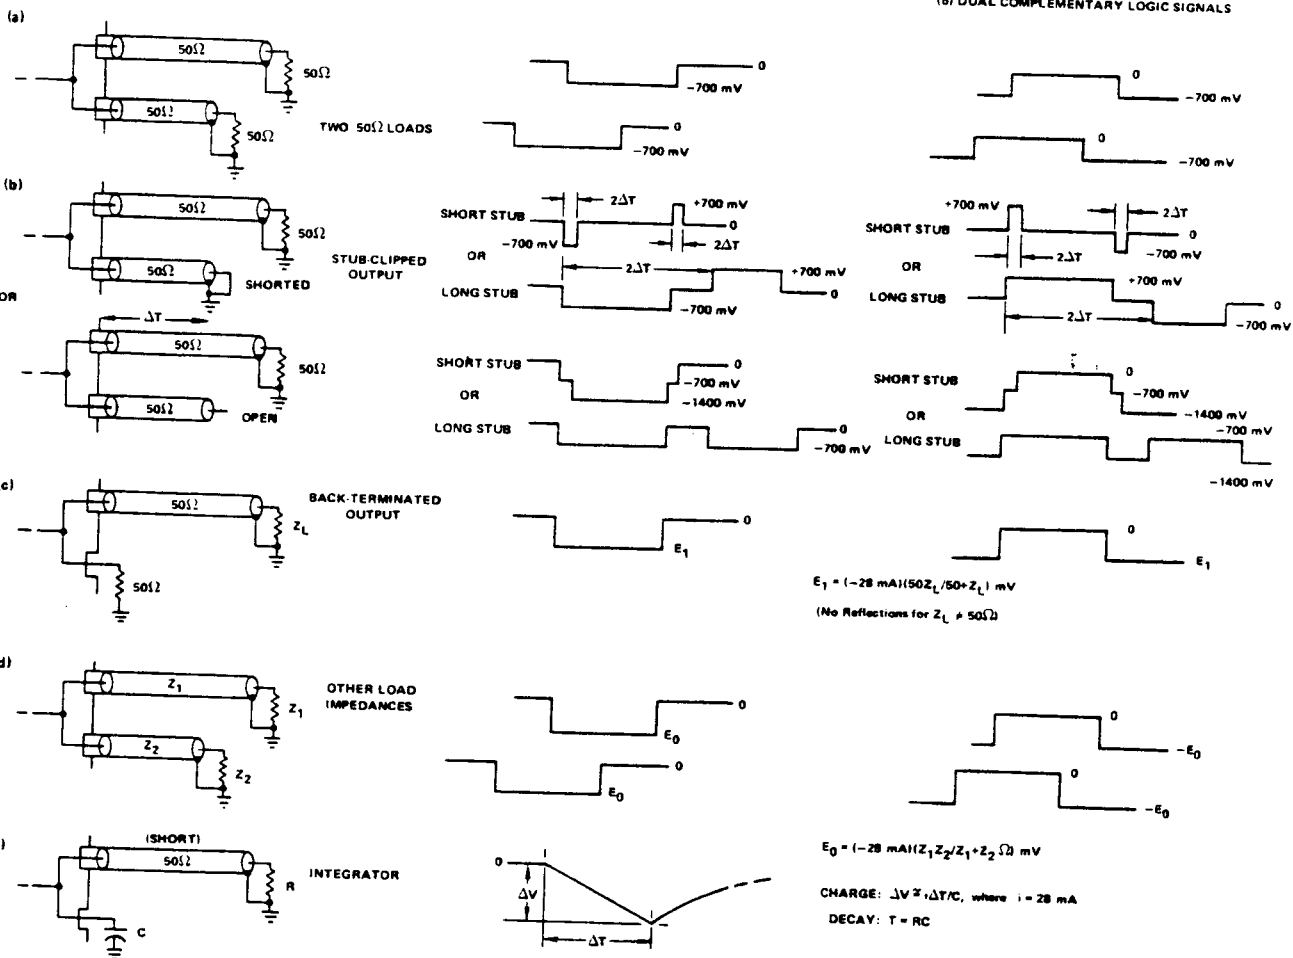 (b) DUAL COMPLEMENTARY LOGIC SIGNALS
(a)
50Ω
50Ω
50Ω
50Ω
TWO 50Ω LOADS
0
-700 mV
0
-700 mV
0
-700 mV
0
-700 mV
(b)
50Ω
50Ω
50Ω
SHORTED
STUB-CLIPPED
OUTPUT
SHORT STUB
2ΔT
+700 mV
0
-700 mV
2ΔT
OR
LONG STUB
2ΔT
+700 mV
0
-700 mV
SHORT STUB
+700 mV
2ΔT
0
-700 mV
2ΔT
OR
LONG STUB
+700 mV
2ΔT
0
-700 mV
OR
ΔT
50Ω
50Ω
50Ω
OPEN
SHORT STUB
0
-700 mV
-1400 mV
OR
LONG STUB
0
-700 mV
SHORT STUB
0
-700 mV
-1400 mV
OR
LONG STUB
-700 mV
-1400 mV
c)
50Ω
Z_L
50Ω
BACK-TERMINATED
OUTPUT
0
E₁
0
E₁
E₁ = (-28 mA)(50Z_L/50+Z_L) mV
(No Reflections for Z_L ≠ 50Ω)
d)
Z₁
Z₁
Z₂
Z₂
OTHER LOAD
IMPEDANCES
0
E₀
0
E₀
0
-E₀
0
-E₀
E₀ = (-28 mA)(Z₁Z₂/Z₁+Z₂ Ω) mV
)
(SHORT)
50Ω
R
C
INTEGRATOR
0
ΔV
ΔT
CHARGE: ΔV ≅ iΔT/C, where i = 28 mA
DECAY: T = RC